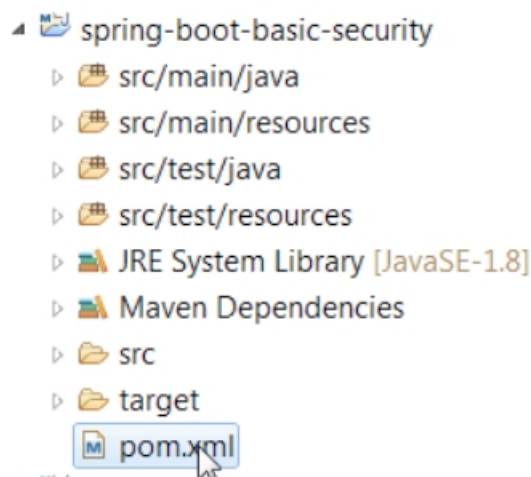 spring-boot-basic-security
src/main/java
src/main/resources
src/test/java
src/test/resources
JRE System Library [JavaSE-1.8]
Maven Dependencies
src
target
pom.xml